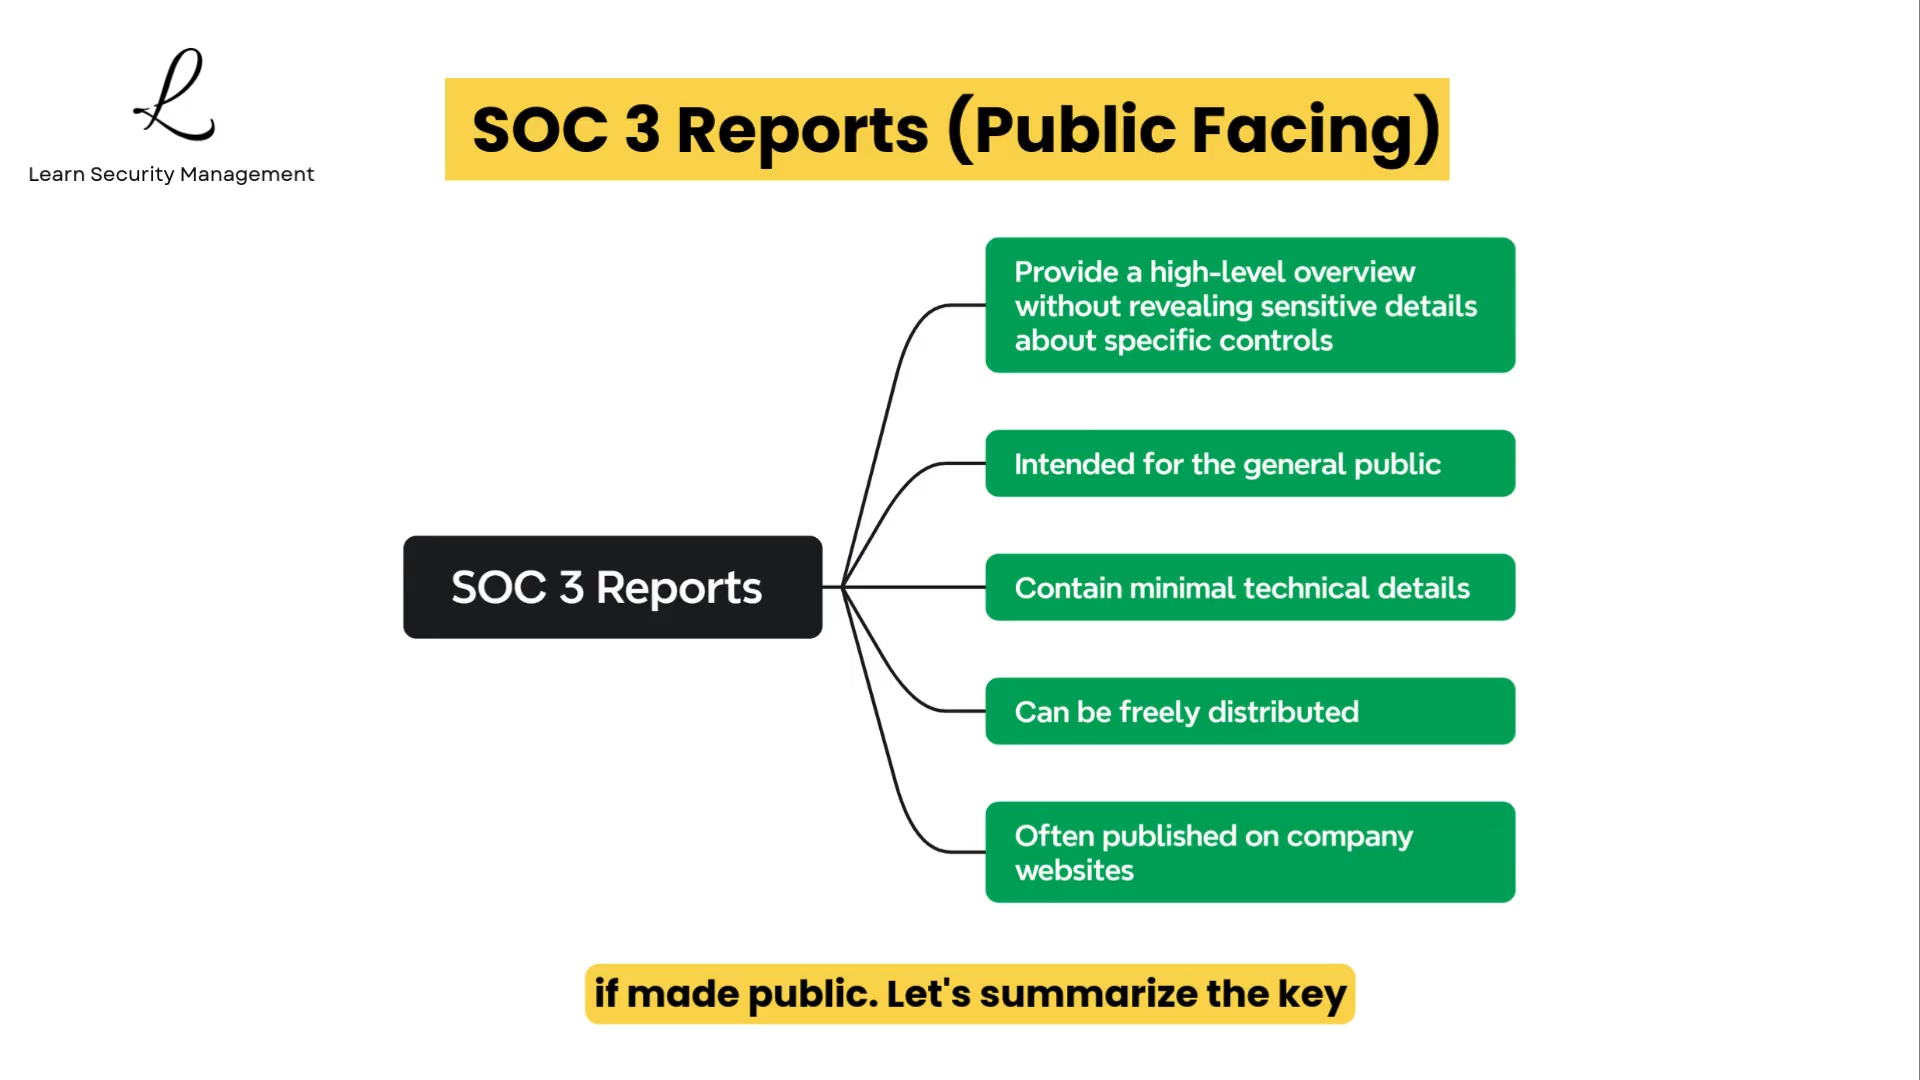 L
Learn Security Management
SOC 3 Reports (Public Facing)
Provide a high-level overview
without revealing sensitive details
about specific controls
Intended for the general public
SOC 3 Reports
Contain minimal technical details
Can be freely distributed
Often published on company
websites
if made public. Let's summarize the key